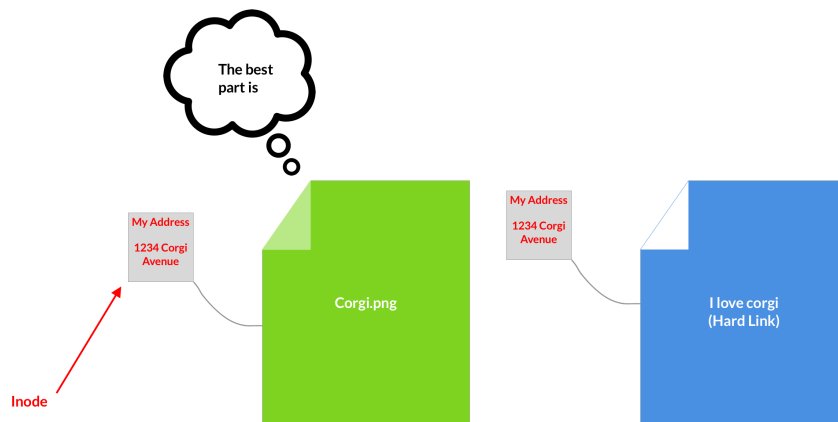 The best
part is
My Address
1234 Corgi
Avenue
Corgi.png
Inode
My Address
1234 Corgi
Avenue
I love corgi
(Hard Link)